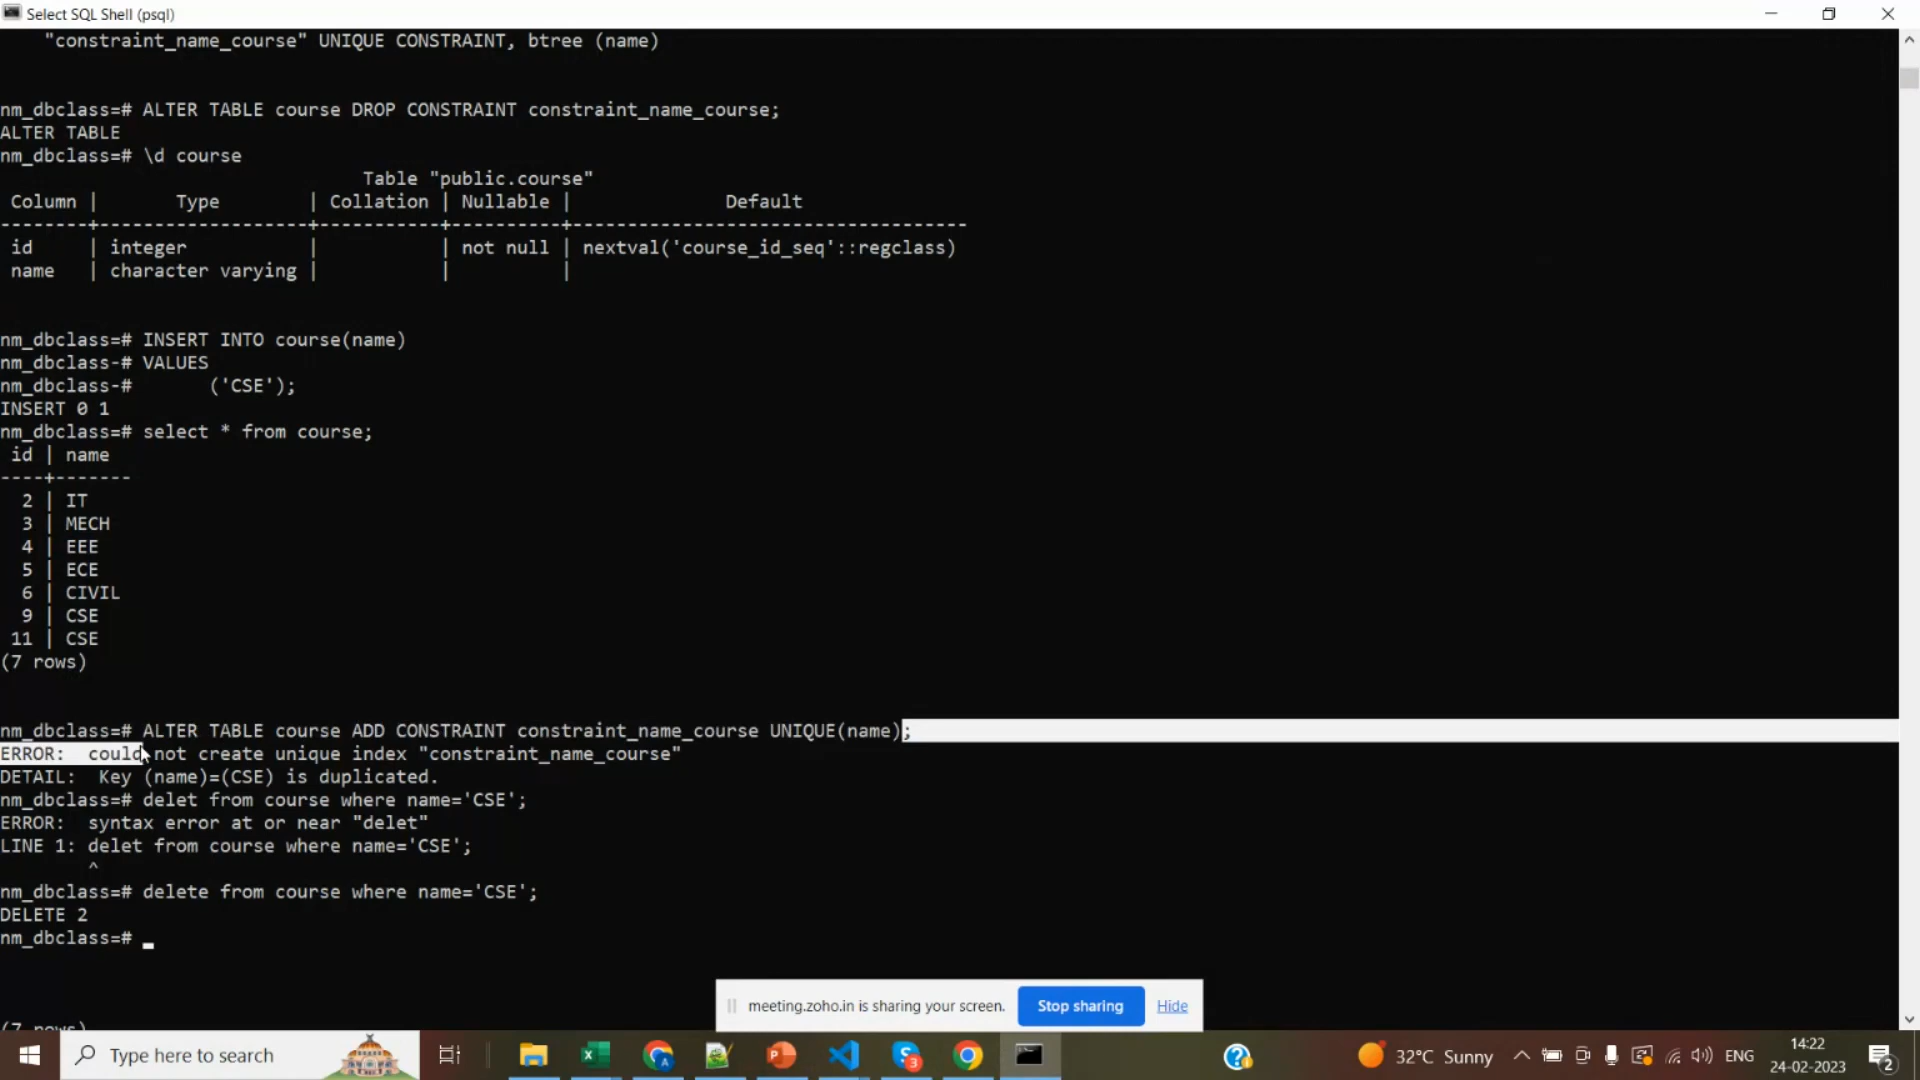 Select SQL Shell (psql)
"constraint_name_course" UNIQUE CONSTRAINT, btree (name)
nm_dbclass=# ALTER TABLE course DROP CONSTRAINT constraint_name_course;
ALTER TABLE
nm_dbclass=# \d course
Table "public.course"
Column | Type | Collation | Nullable | Default
--------+-------------------+-----------+----------+------------------------------------
id | integer | | not null | nextval('course_id_seq'::regclass)
name | character varying | | |
nm_dbclass=# INSERT INTO course(name)
nm_dbclass-# VALUES
nm_dbclass-# ('CSE');
INSERT 0 1
nm_dbclass=# select * from course;
id | name
----+-------
2 | IT
3 | MECH
4 | EEE
5 | ECE
6 | CIVIL
9 | CSE
11 | CSE
(7 rows)
nm_dbclass=# ALTER TABLE course ADD CONSTRAINT constraint_name_course UNIQUE(name);
ERROR: could not create unique index "constraint_name_course"
DETAIL: Key (name)=(CSE) is duplicated.
nm_dbclass=# delet from course where name='CSE';
ERROR: syntax error at or near "delet"
LINE 1: delet from course where name='CSE';
^
nm_dbclass=# delete from course where name='CSE';
DELETE 2
nm_dbclass=#
(7 rows)
meeting.zoho.in is sharing your screen. Stop sharing Hide
Type here to search 32°C Sunny ENG 14:22
24-02-2023 2